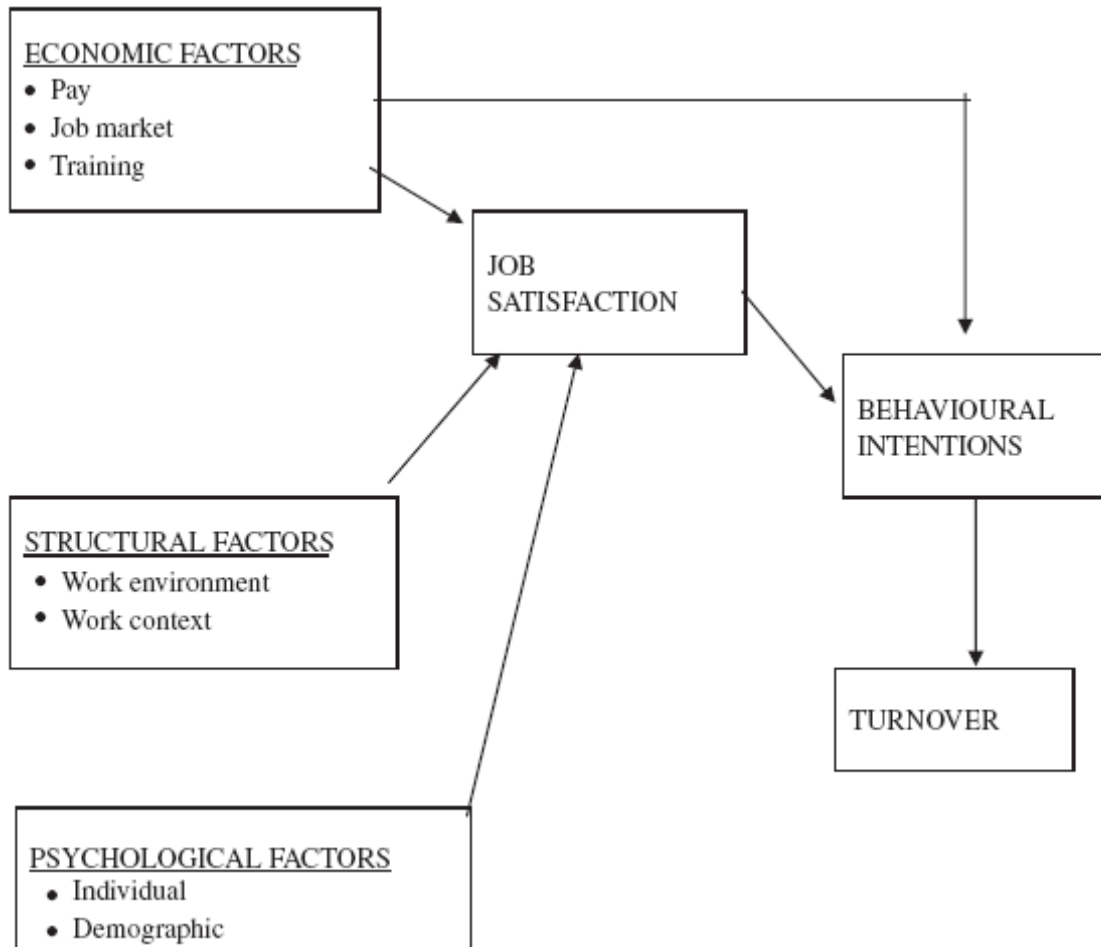 ECONOMIC FACTORS
• Pay
• Job market
• Training
JOB
SATISFACTION
BEHAVIOURAL
INTENTIONS
STRUCTURAL FACTORS
• Work environment
• Work context
TURNOVER
PSYCHOLOGICAL FACTORS
• Individual
• Demographic